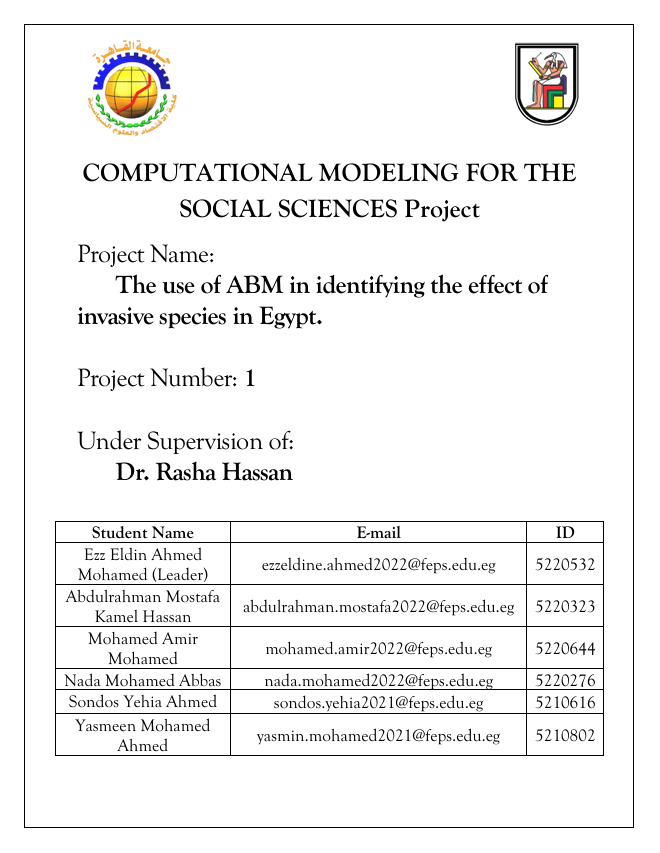 جامعة القاهرة
كلية الاقتصاد والعلوم السياسية
COMPUTATIONAL MODELING FOR THE
SOCIAL SCIENCES Project
Project Name:
The use of ABM in identifying the effect of
invasive species in Egypt.
Project Number: 1
Under Supervision of:
Dr. Rasha Hassan
Student Name E-mail ID
Ezz Eldin Ahmed
Mohamed (Leader) ezzeldine.ahmed2022@feps.edu.eg 5220532
Abdulrahman Mostafa
Kamel Hassan abdulrahman.mostafa2022@feps.edu.eg 5220323
Mohamed Amir
Mohamed mohamed.amir2022@feps.edu.eg 5220644
Nada Mohamed Abbas nada.mohamed2022@feps.edu.eg 5220276
Sondos Yehia Ahmed sondos.yehia2021@feps.edu.eg 5210616
Yasmeen Mohamed
Ahmed yasmin.mohamed2021@feps.edu.eg 5210802